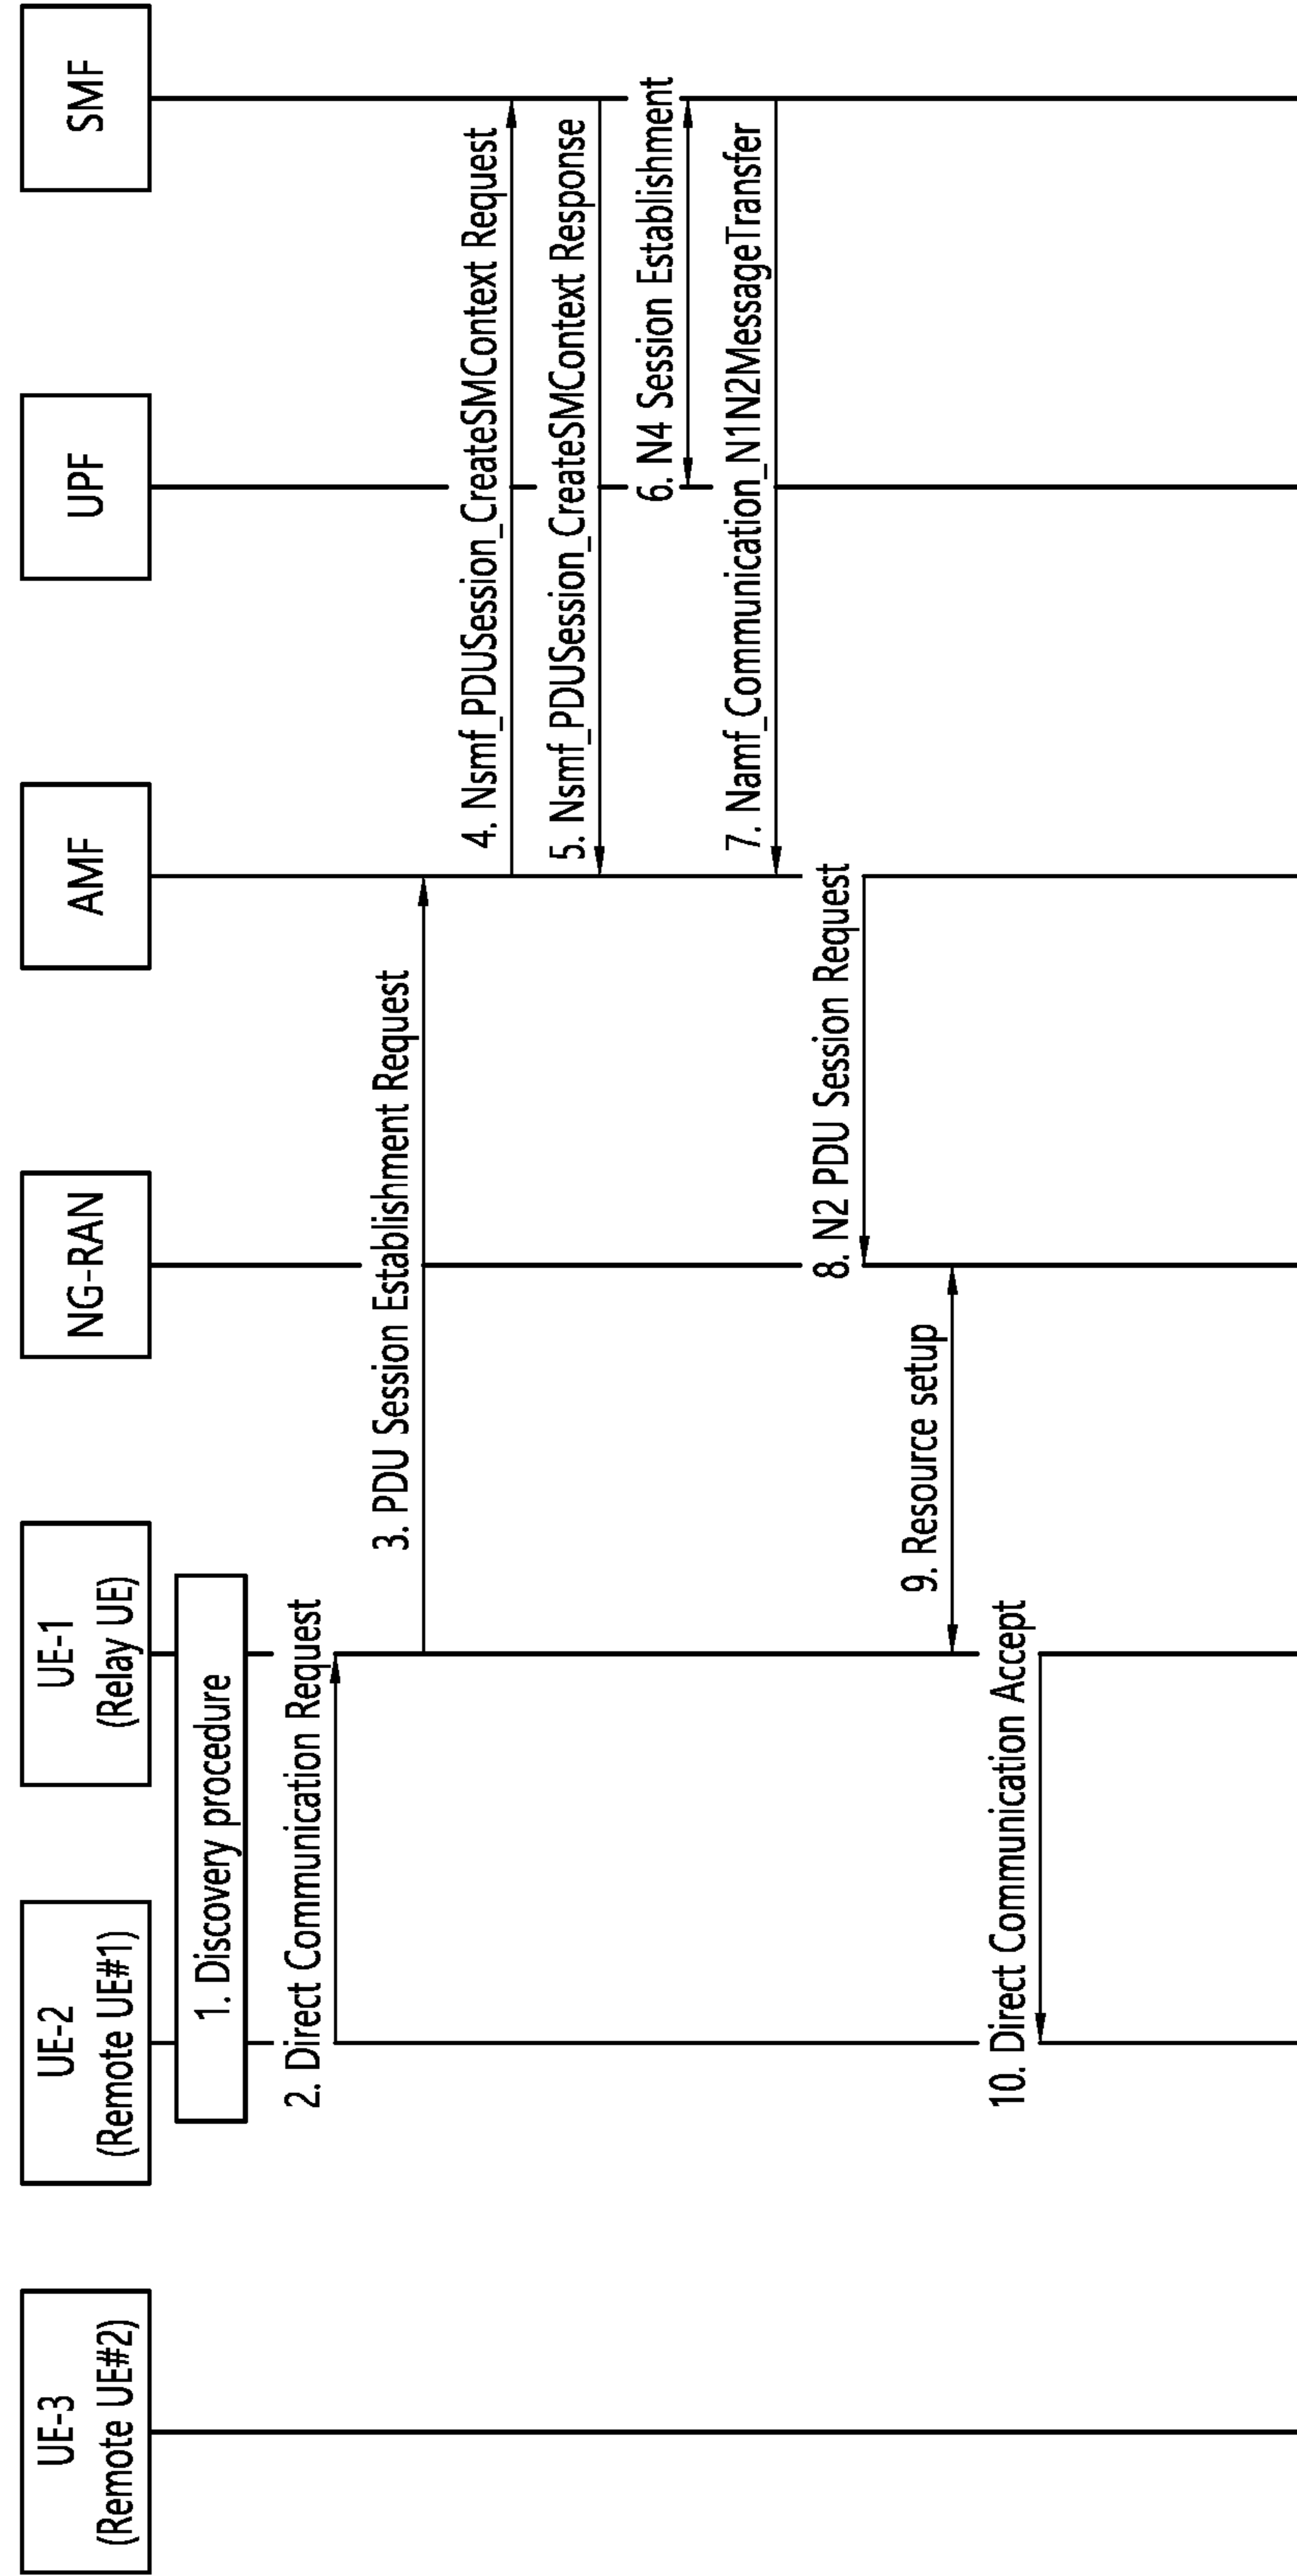 UE-3
(Remote UE#2)
UE-2
(Remote UE#1)
UE-1
(Relay UE)
NG-RAN
AMF
UPF
SMF
1. Discovery procedure
2. Direct Communication Request
3. PDU Session Establishment Request
4. Nsmf_PDUSession_CreateSMContext Request
5. Nsmf_PDUSession_CreateSMContext Response
6. N4 Session Establishment
7. Namf_Communication_N1N2MessageTransfer
8. N2 PDU Session Request
9. Resource setup
10. Direct Communication Accept